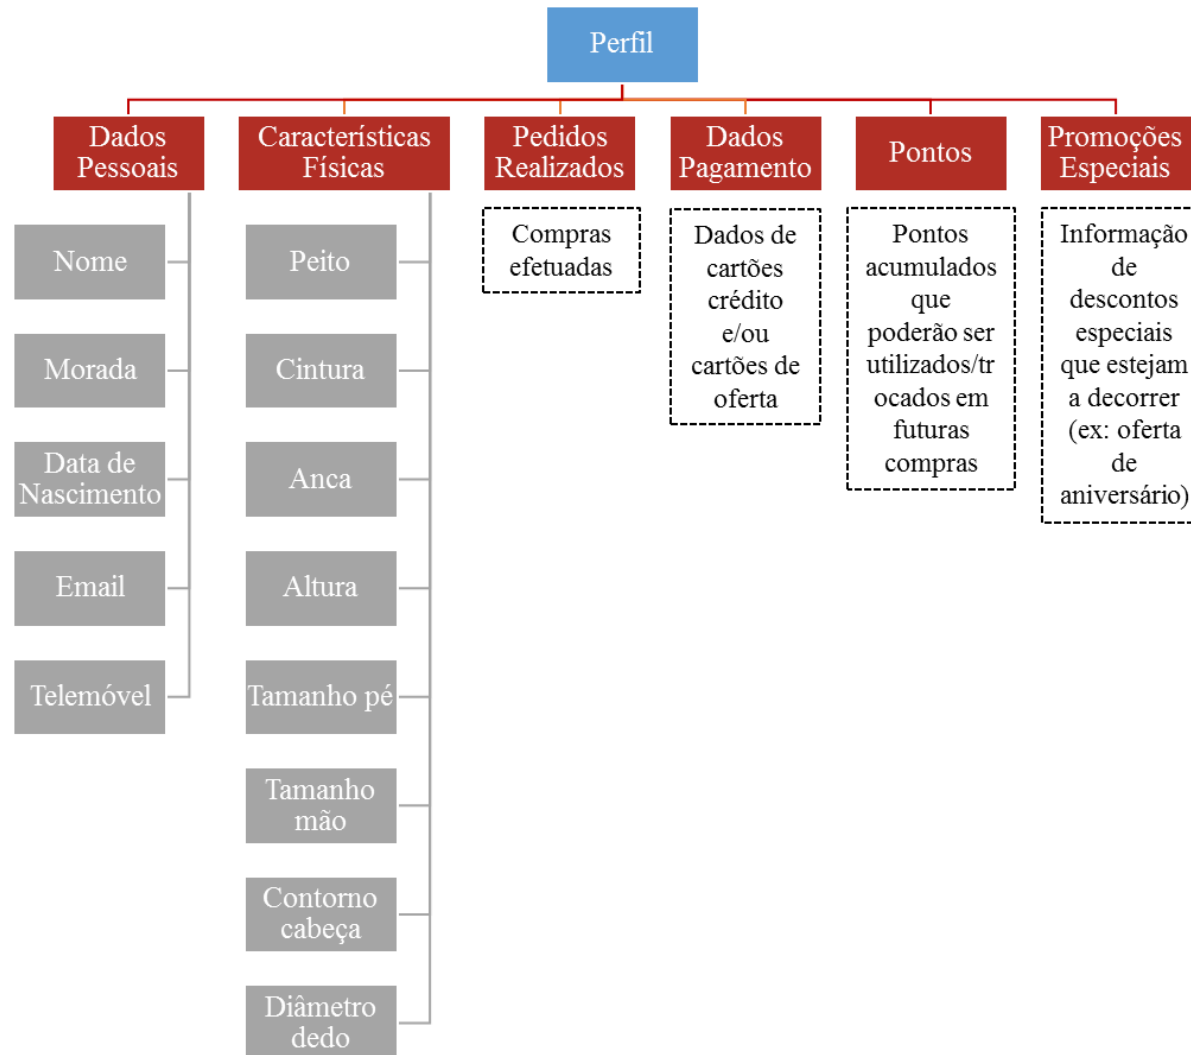 Perfil
Dados
Pessoais
Característícas
Físicas
Pedidos
Realizados
Dados
Pagamento
Pontos
Promoções
Especiais
Nome
Morada
Data de
Nascimento
Email
Telemóvel
Peito
Cintura
Anca
Altura
Tamanho pé
Tamanho
mão
Contorno
cabeça
Diâmetro
dedo
Compras
efetuadas
Dados de
cartões
crédito
e/ou
cartões de
oferta
Pontos
acumulados
que
poderão ser
utilizados/tr
ocados em
futuras
compras
Informação
de
descontos
especiais
que estejam
a decorrer
(ex: oferta
de
aniversário)